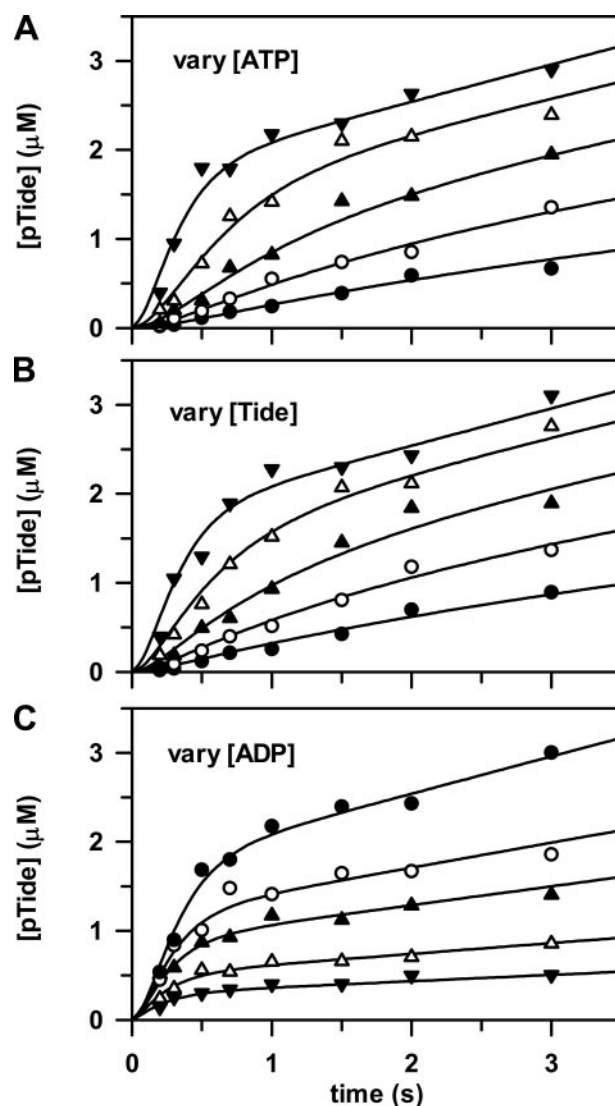 A
vary [ATP]
[pTide] (μM)
3
2
1
0
B
vary [Tide]
[pTide] (μM)
3
2
1
0
C
vary [ADP]
[pTide] (μM)
3
2
1
0
0 1 2 3
time (s)